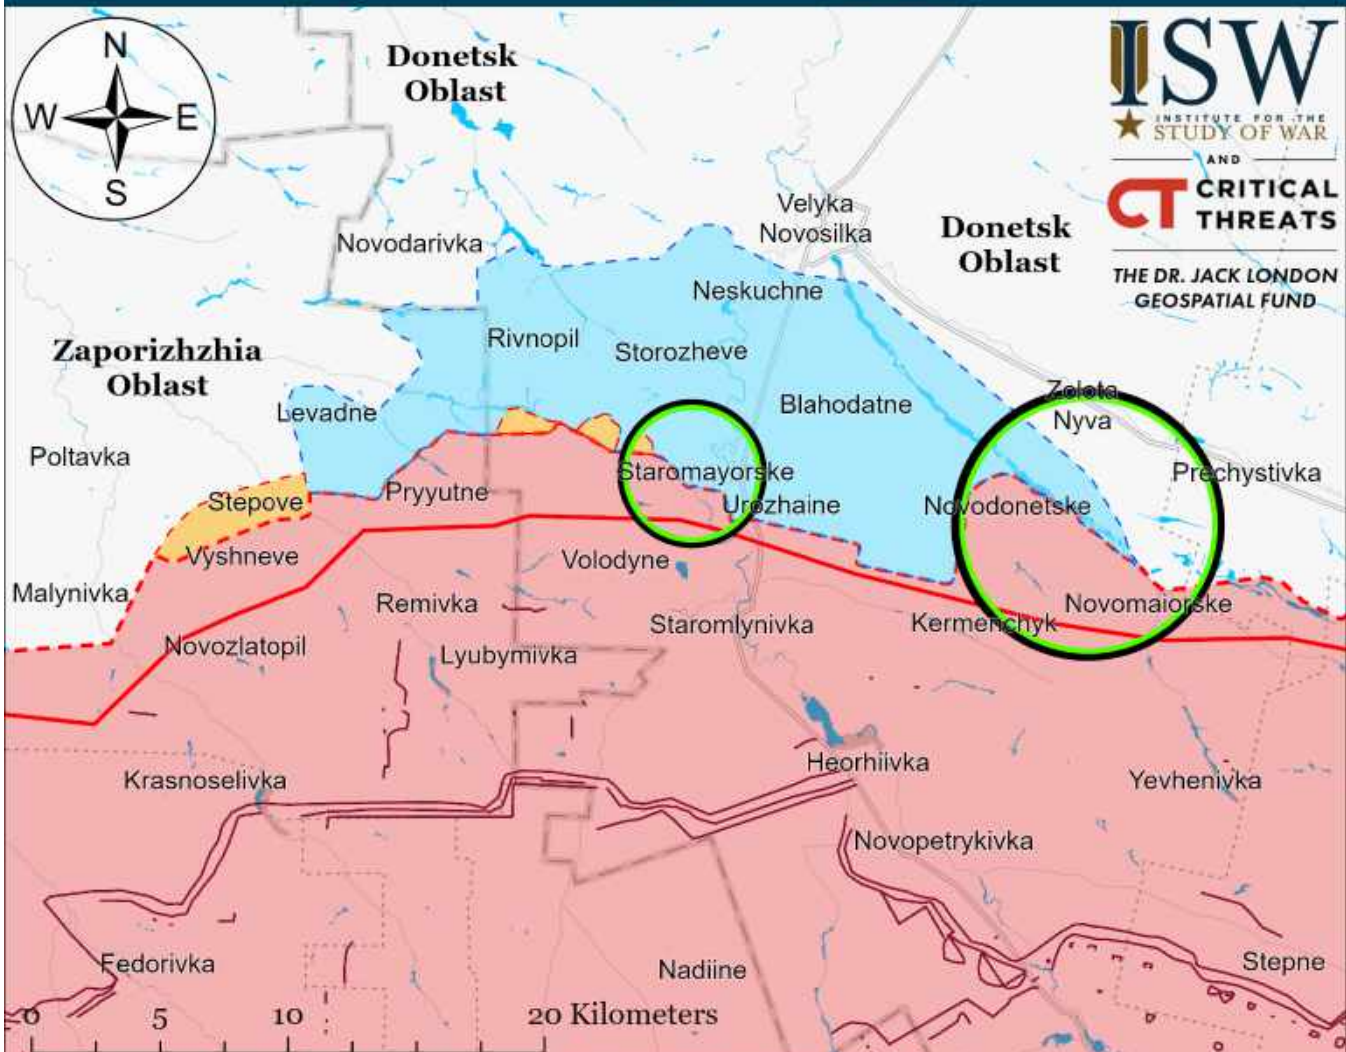 N
W E
S
Donetsk
Oblast
ISW
INSTITUTE FOR THE
STUDY OF WAR
AND
CT CRITICAL
THREATS
THE DR. JACK LONDON
GEOSPATIAL FUND
Velyka
Novosilka
Donetsk
Oblast
Novodarivka
Neskuchne
Zaporizhzhia
Oblast
Rivnopil
Storozheve
Levadne
Blahodatne
Zolota
Nyva
Poltavka
Staromayorske
Prechystivka
Stepove
Pryyutne
Urozhaine
Novodonetske
Vyshneve
Volodyne
Malynivka
Remivka
Staromlynivka
Kermenchyk
Novomaiorske
Novozlatopil
Lyubymivka
Krasnoselivka
Heorhiivka
Yevhenivka
Novopetrykivka
Fedorivka
Nadiine
Stepne
0 5 10 20 Kilometers